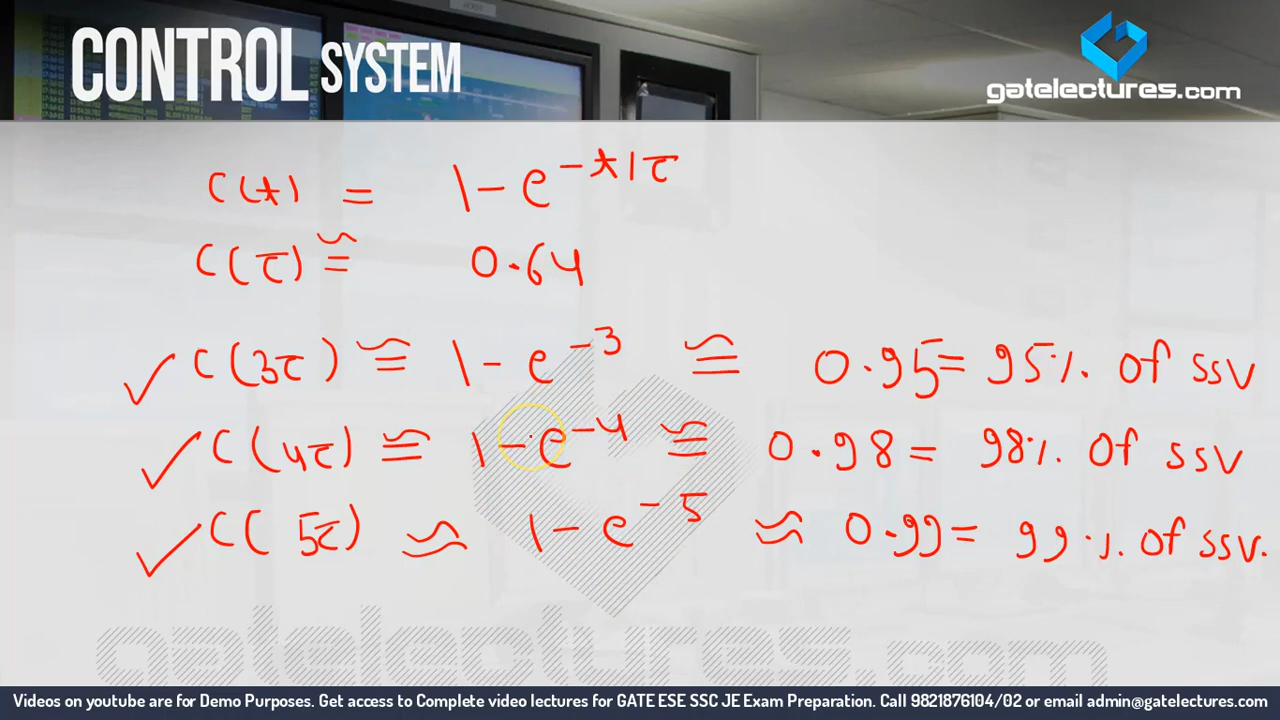 CONTROL SYSTEM
gatelectures.com
c(t) = 1-e^{-t/τ}
c(τ) ≅ 0.64
✓ c(3τ) ≅ 1-e^{-3} ≅ 0.95 = 95% of ssv
✓ c(4τ) ≅ 1-e^{-4} ≅ 0.98 = 98% of ssv
✓ c(5τ) ≈ 1-e^{-5} ≈ 0.99 = 99% of ssv.
gatelectures.com
Videos on youtube are for Demo Purposes. Get access to Complete video lectures for GATE ESE SSC JE Exam Preparation. Call 9821876104/02 or email admin@gatelectures.com